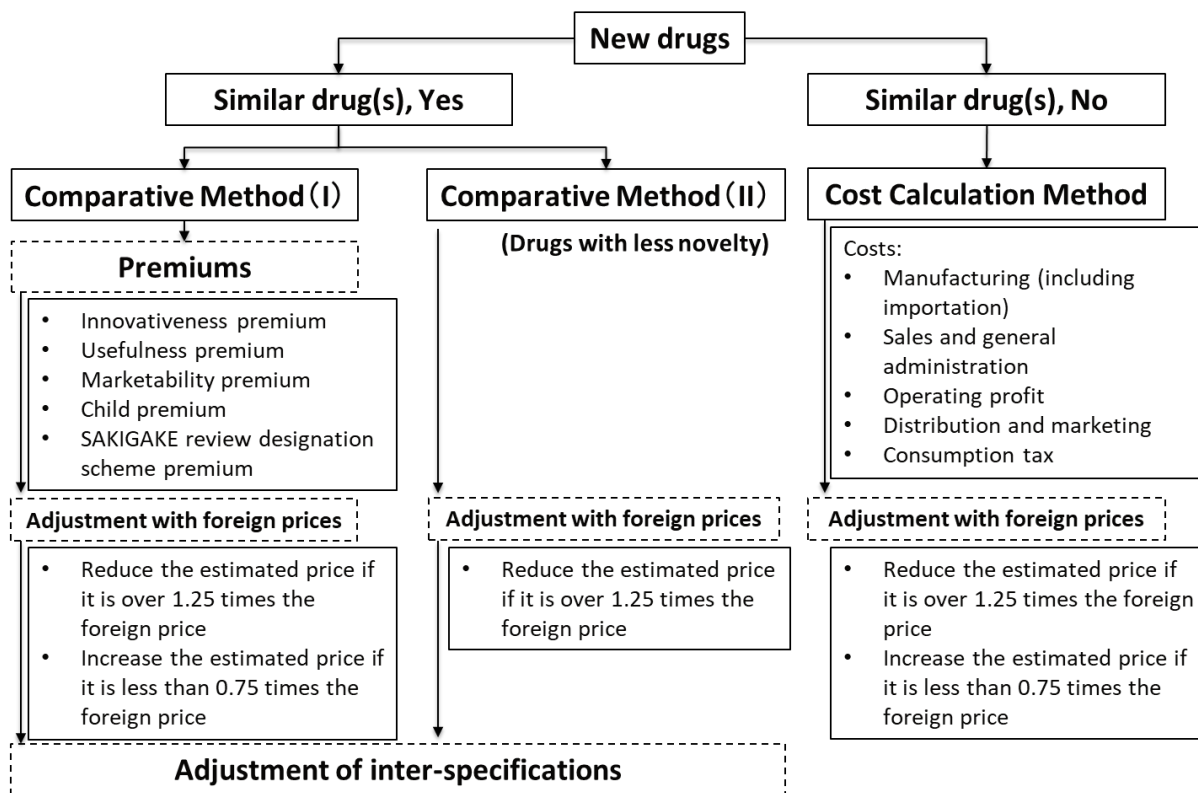 New drugs
Similar drug(s), Yes
Similar drug(s), No
Comparative Method（I）
Comparative Method（II）
(Drugs with less novelty)
Cost Calculation Method
Premiums
• Innovativeness premium
• Usefulness premium
• Marketability premium
• Child premium
• SAKIGAKE review designation
scheme premium
Costs:
• Manufacturing (including
importation)
• Sales and general
administration
• Operating profit
• Distribution and marketing
• Consumption tax
Adjustment with foreign prices
• Reduce the estimated price if
it is over 1.25 times the
foreign price
• Increase the estimated price if
it is less than 0.75 times the
foreign price
Adjustment with foreign prices
• Reduce the estimated price
if it is over 1.25 times the
foreign price
Adjustment with foreign prices
• Reduce the estimated price if
it is over 1.25 times the foreign
price
• Increase the estimated price if
it is less than 0.75 times the
foreign price
Adjustment of inter-specifications